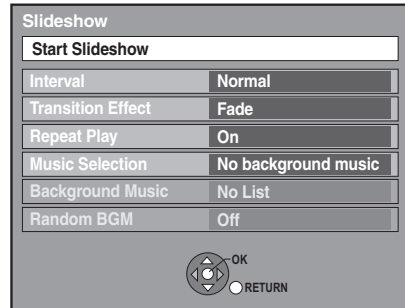 Slideshow
Start Slideshow
Interval Normal
Transition Effect Fade
Repeat Play On
Music Selection No background music
Background Music No List
Random BGM Off
OK
RETURN